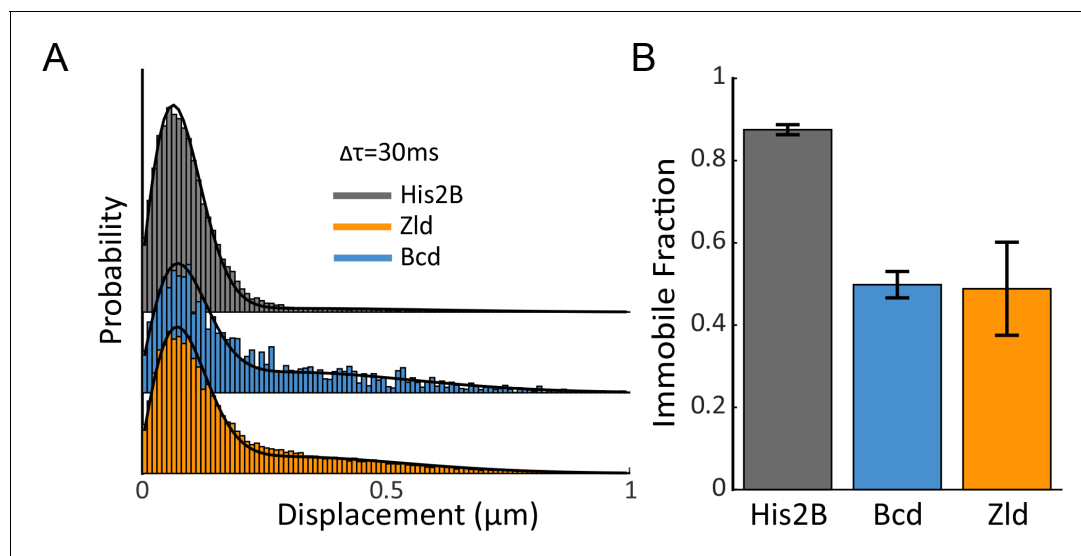 A
Δτ=30ms
His2B
Zld
Bcd
Probability
0
0.5
1
Displacement (μm)
B
1
0.8
0.6
0.4
0.2
0
Immobile Fraction
His2B
Bcd
Zld